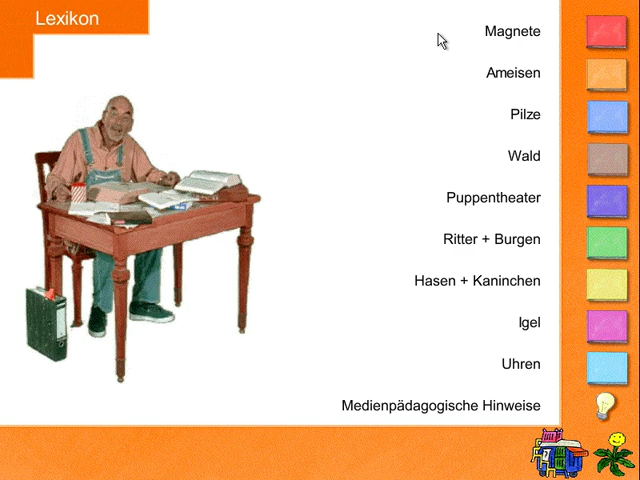 Lexikon
Magnete
Ameisen
Pilze
Wald
Puppentheater
Ritter + Burgen
Hasen + Kaninchen
Igel
Uhren
Medienpädagogische Hinweise